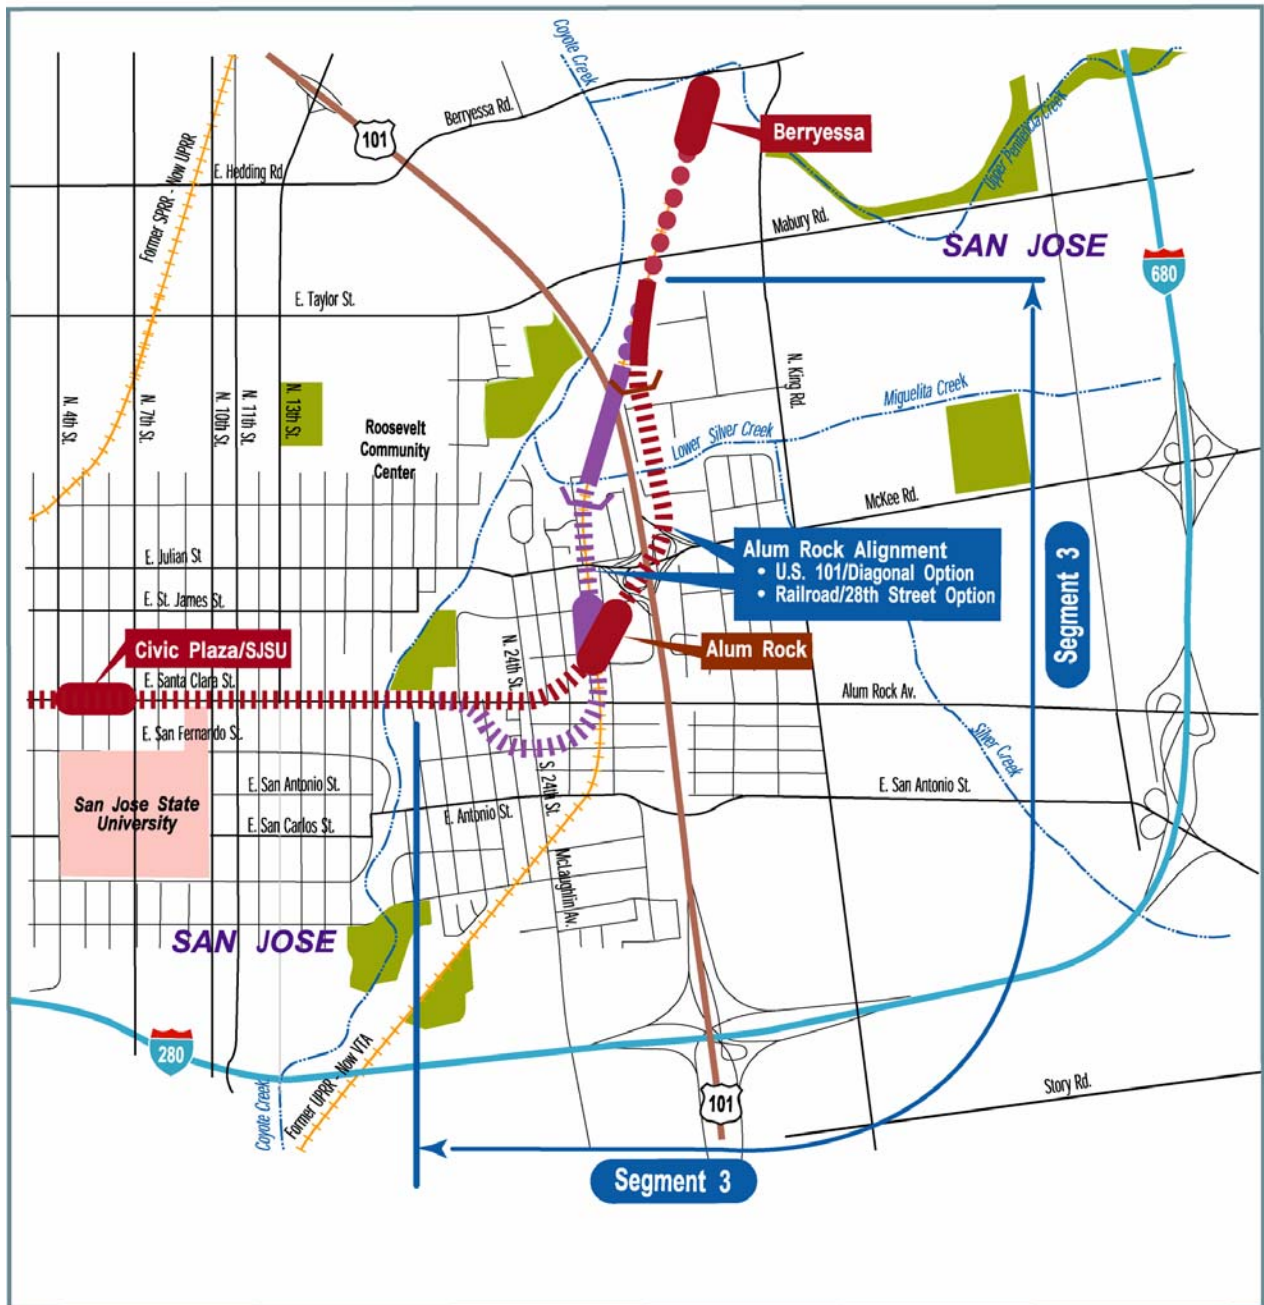 Coyote Creek
Berryessa Rd.
101
Berryessa
Upper Penitencia Creek
E. Hedding Rd
Former SPRR - Now UPRR
Mabury Rd.
SAN JOSE
680
E. Taylor St.
N. 4th St.
N. 7th St.
N. 10th St.
N. 11th St.
N. 13th St.
N. King Rd.
Miguelita Creek
Roosevelt
Community
Center
Lower Silver Creek
McKee Rd.
E. Julian St
Alum Rock Alignment
• U.S. 101/Diagonal Option
• Railroad/28th Street Option
Segment 3
E. St. James St.
Civic Plaza/SJSU
N. 24th St.
Alum Rock
E. Santa Clara St.
Alum Rock Av.
E. San Fernando St.
Silver Creek
E. San Antonio St.
S. 24th St.
E. San Antonio St.
San Jose State
University
E. Antonio St.
E. San Carlos St.
McLaughlin Av.
SAN JOSE
280
Former UPRR - Now VTA
Coyote Creek
101
Story Rd.
Segment 3